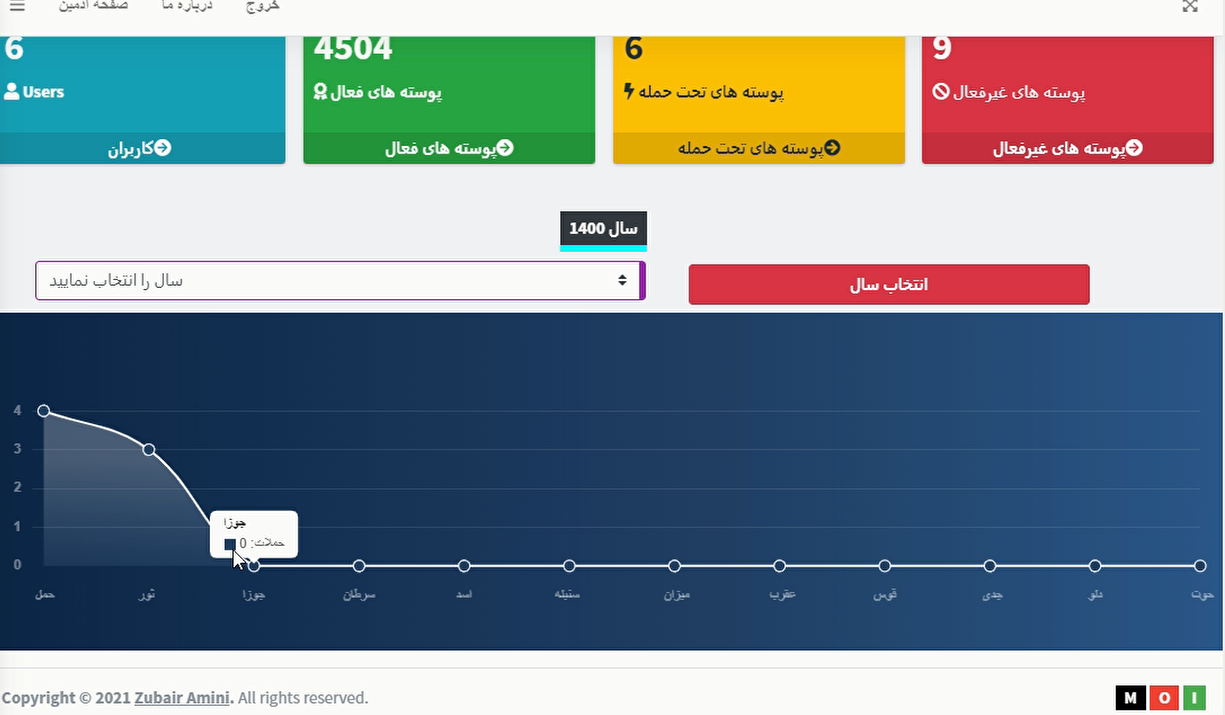 صفحه ادمین
درباره ما
خروج
6
Users
کاربران
4504
پوسته های فعال
پوسته های فعال
6
پوسته های تحت حمله
پوسته های تحت حمله
9
پوسته های غیرفعال
پوسته های غیرفعال
سال 1400
سال را انتخاب نمایید
انتخاب سال
4
3
2
1
0
جوزا
حملات: 0
حمل
ثور
جوزا
سرطان
اسد
سنبله
میزان
عقرب
قوس
جدی
دلو
حوت
Copyright © 2021 Zubair Amini. All rights reserved.
M O I